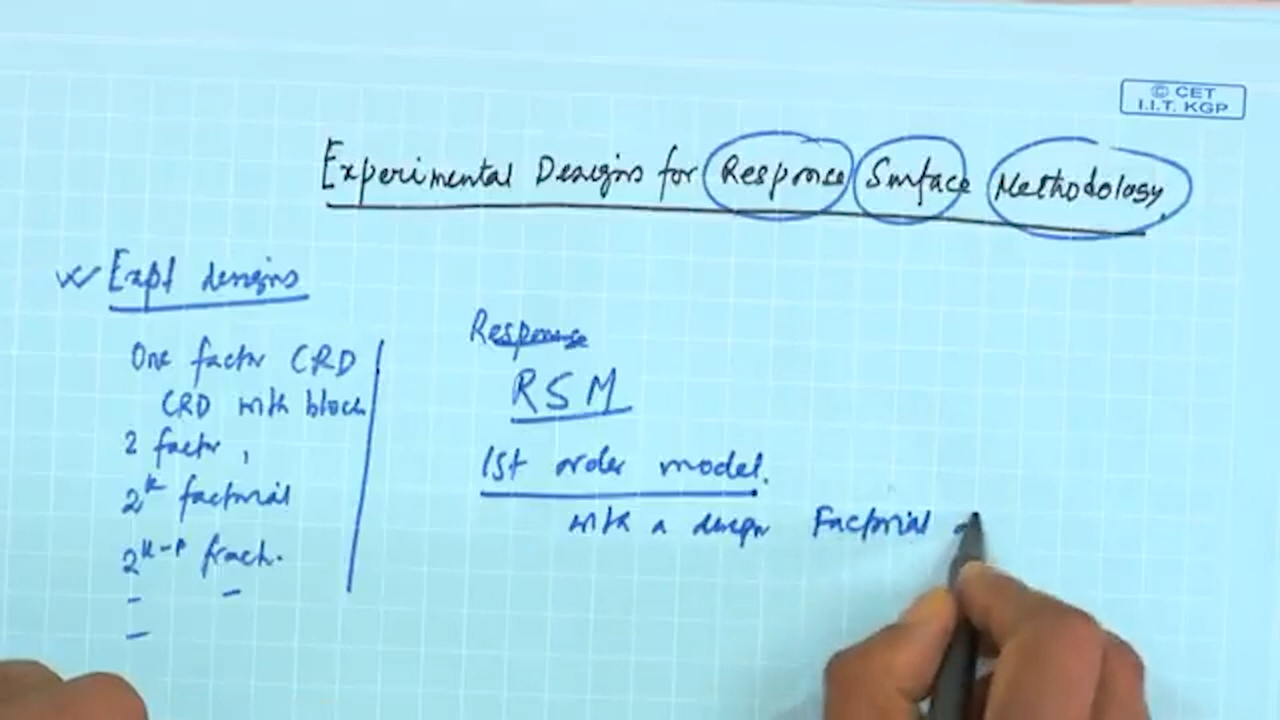 © CET
I.I.T. KGP
Experimental Designs for Response Surface Methodology
Expt designs
One factor CRD
CRD with block
2 factor,
2^k factorial
2^k-p frach.
Response
RSM
1st order model.
with a design Factorial